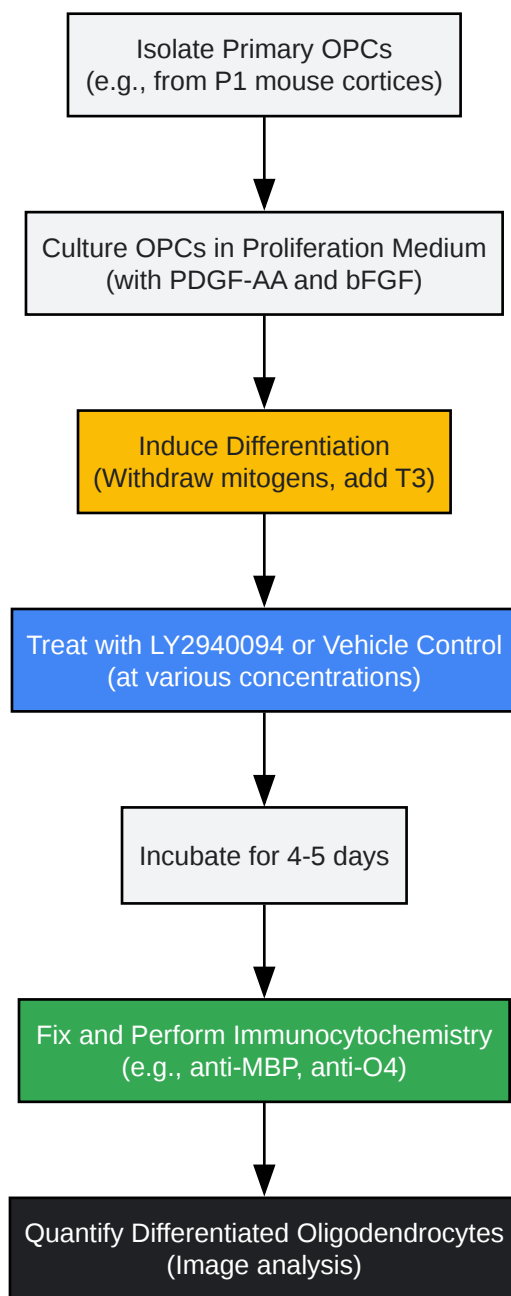 Isolate Primary OPCs
(e.g., from P1 mouse cortices)
Culture OPCs in Proliferation Medium
(with PDGF-AA and bFGF)
Induce Differentiation
(Withdraw mitogens, add T3)
Treat with LY2940094 or Vehicle Control
(at various concentrations)
Incubate for 4-5 days
Fix and Perform Immunocytochemistry
(e.g., anti-MBP, anti-O4)
Quantify Differentiated Oligodendrocytes
(Image analysis)